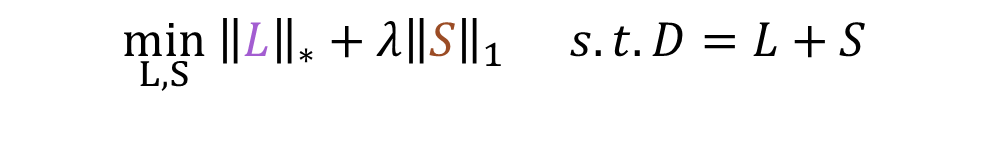 min ‖L‖* + λ‖S‖₁ s.t. D = L + S
L,S